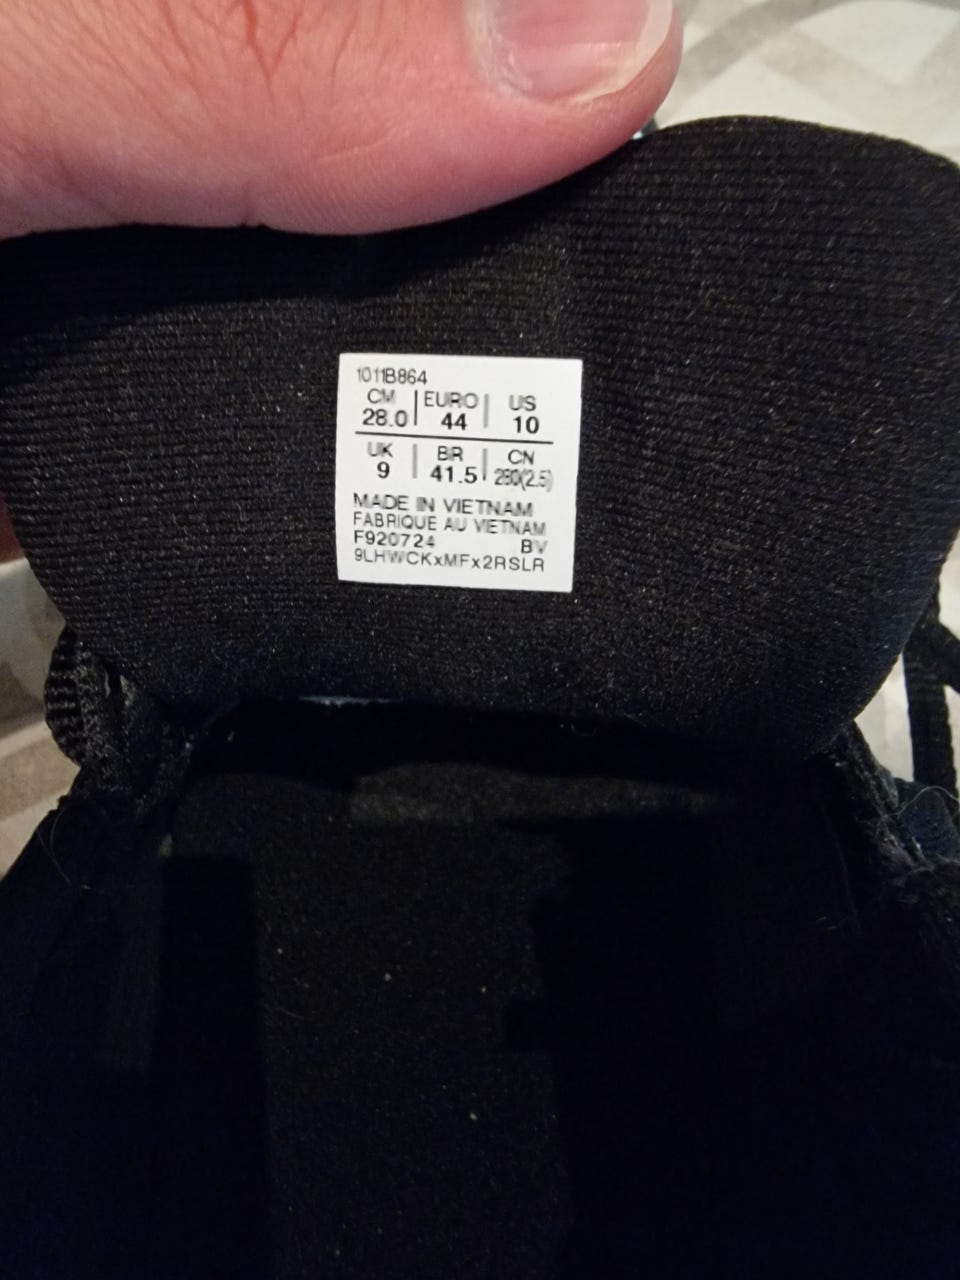 1011B864
CM | EURO | US
28.0 | 44 | 10
UK | BR | CN
9 | 41.5 | 280(2.5)
MADE IN VIETNAM
FABRIQUE AU VIETNAM
F920724 BV
9LHWCKxMFx2RSLR